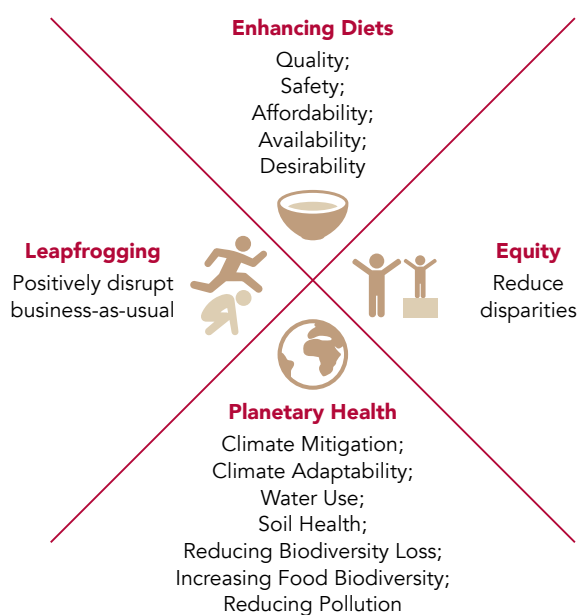 Enhancing Diets
Quality;
Safety;
Affordability;
Availability;
Desirability
Leapfrogging
Positively disrupt
business-as-usual
Equity
Reduce
disparities
Planetary Health
Climate Mitigation;
Climate Adaptability;
Water Use;
Soil Health;
Reducing Biodiversity Loss;
Increasing Food Biodiversity;
Reducing Pollution